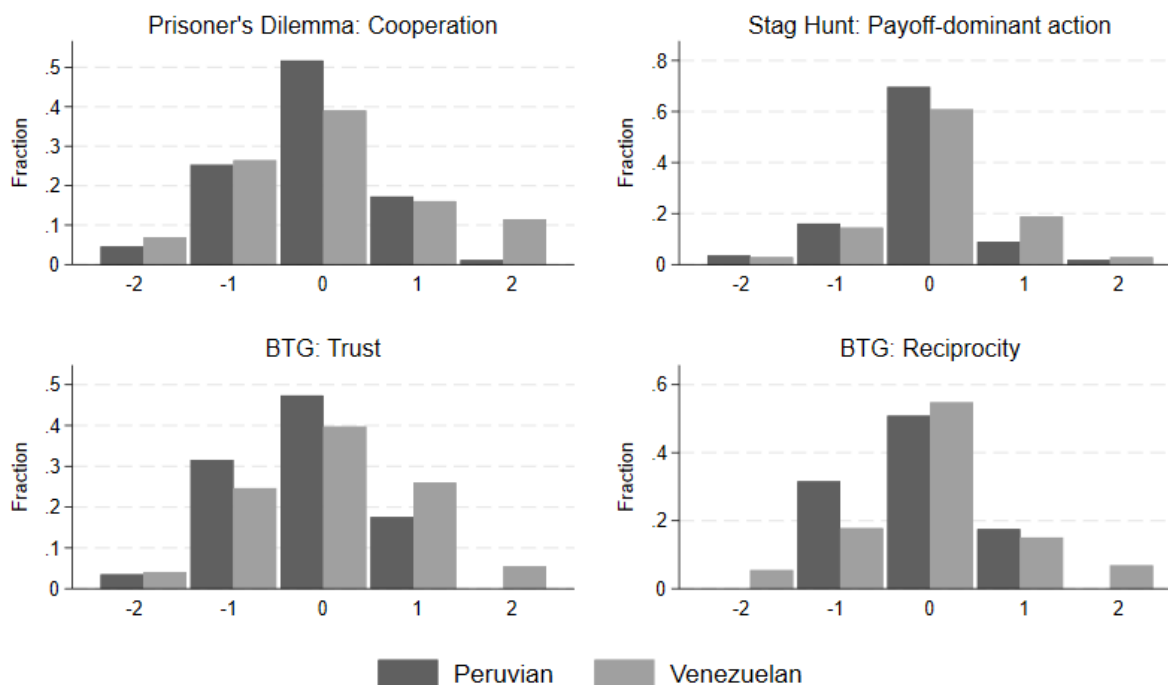 Prisoner's Dilemma: Cooperation
Fraction
.5
.4
.3
.2
.1
0
-2 -1 0 1 2
Stag Hunt: Payoff-dominant action
Fraction
.8
.6
.4
.2
0
-2 -1 0 1 2
BTG: Trust
Fraction
.5
.4
.3
.2
.1
0
-2 -1 0 1 2
BTG: Reciprocity
Fraction
.6
.4
.2
0
-2 -1 0 1 2
Peruvian Venezuelan